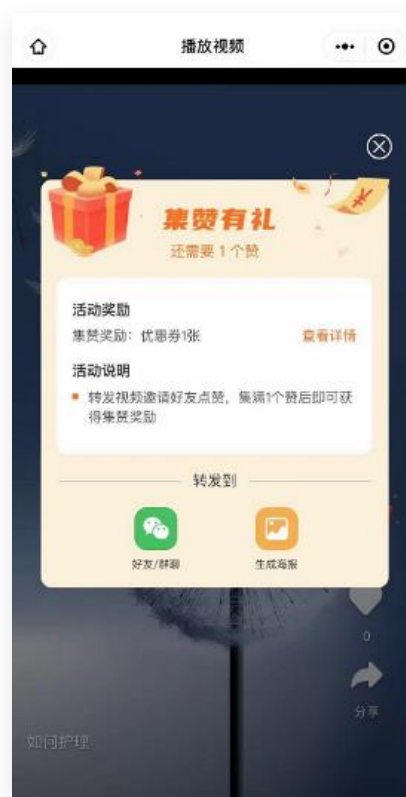 播放视频
集赞有礼
还需要1个赞
活动奖励
集赞奖励：优惠券1张
查看详情
活动说明
转发视频邀请好友点赞，集满1个赞后即可获
得集赞奖励
转发到
好友/群聊
生成海报
0
分享
如何护理